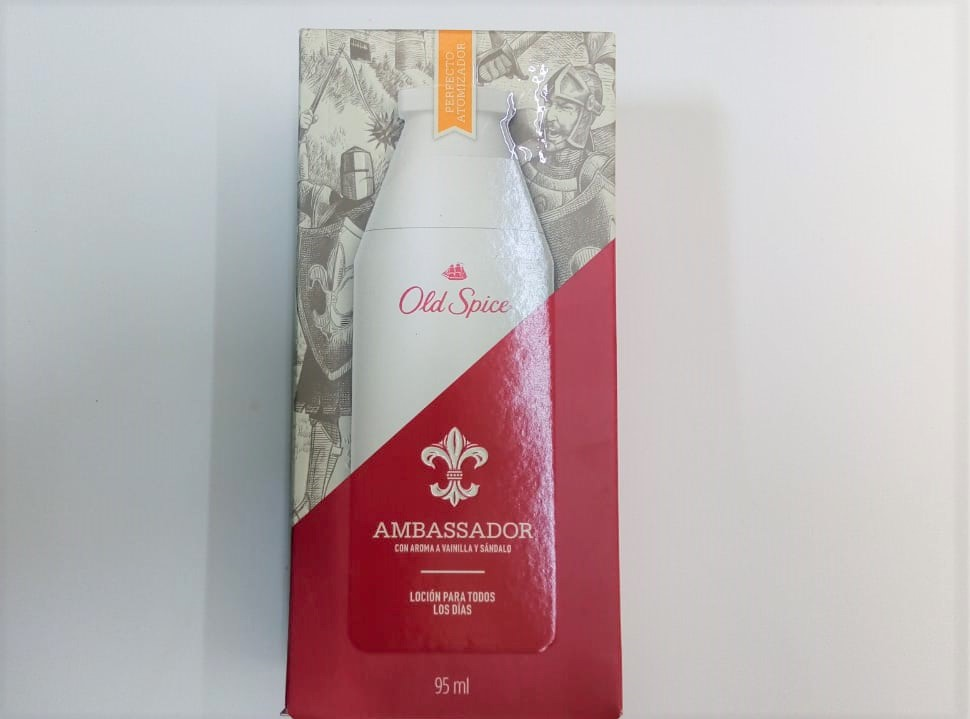 PERFECTO
ATOMIZADOR
Old Spice
AMBASSADOR
CON AROMA A VAINILLA Y SÁNDALO
LOCIÓN PARA TODOS
LOS DÍAS
95 ml